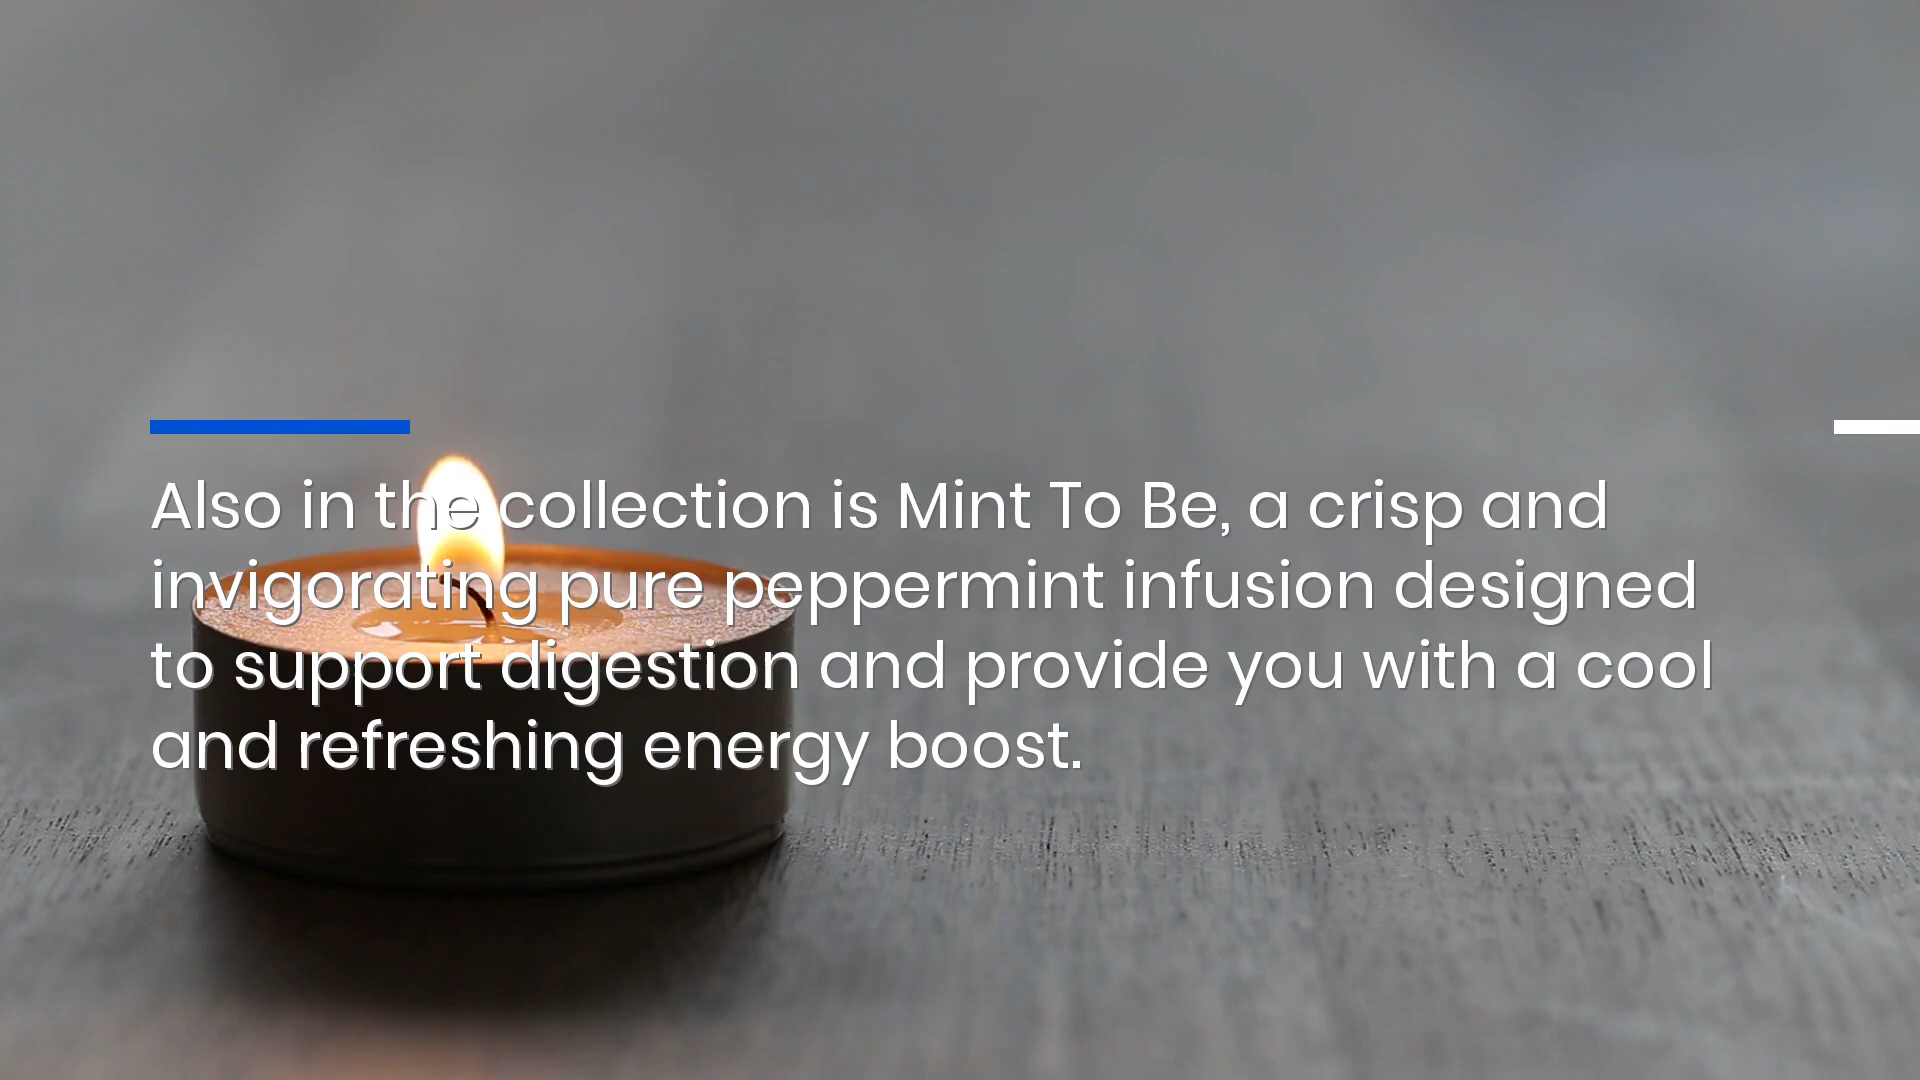 Also in the collection is Mint To Be, a crisp and
invigorating pure peppermint infusion designed
to support digestion and provide you with a cool
and refreshing energy boost.